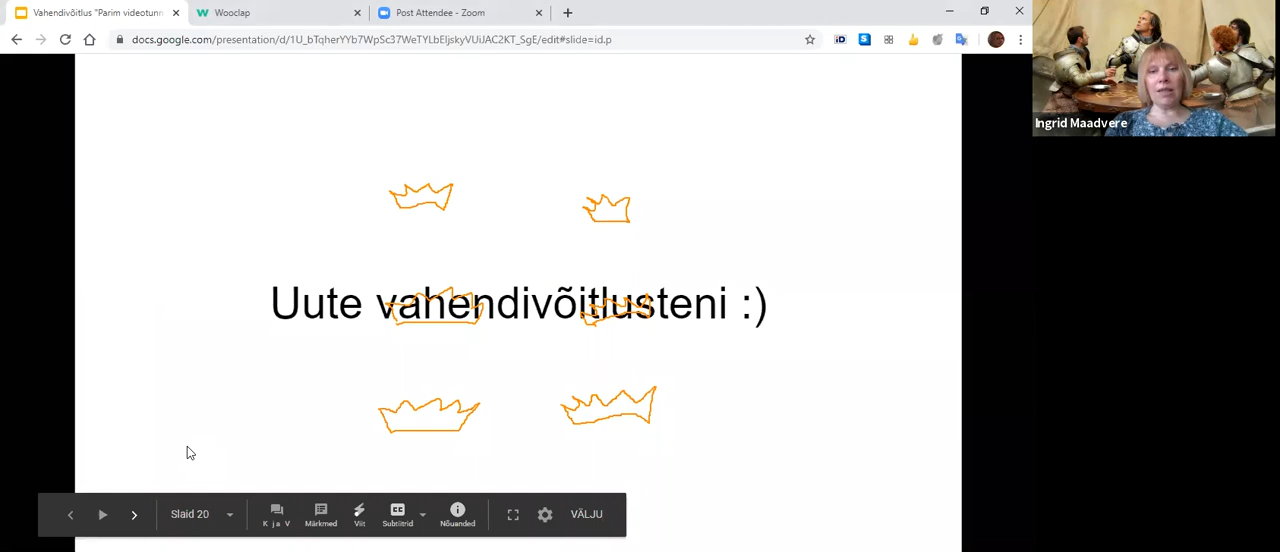 Vahendivõitlus "Parim videotunn
Wooclap
Post Attendee - Zoom
docs.google.com/presentation/d/1U_bTqherYYb7WpSc37WeTYLbEljskyVUiJAC2KT_SgE/edit#slide=id.p
Ingrid Maadvere
Uute vahendivõitlusteni :)
Slaid 20
K ja V
Märkmed
Viit
Subtiitrid
Nõuanded
VÄLJU